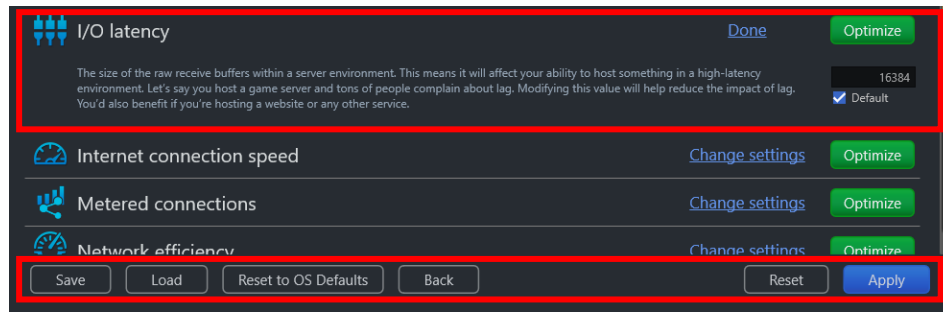 I/O latency
Done
Optimize
The size of the raw receive buffers within a server environment. This means it will affect your ability to host something in a high-latency
environment. Let's say you host a game server and tons of people complain about lag. Modifying this value will help reduce the impact of lag.
You'd also benefit if you're hosting a website or any other service.
16384
Default
Internet connection speed
Change settings
Optimize
Metered connections
Change settings
Optimize
Network efficiency
Change settings
Optimize
Save
Load
Reset to OS Defaults
Back
Reset
Apply